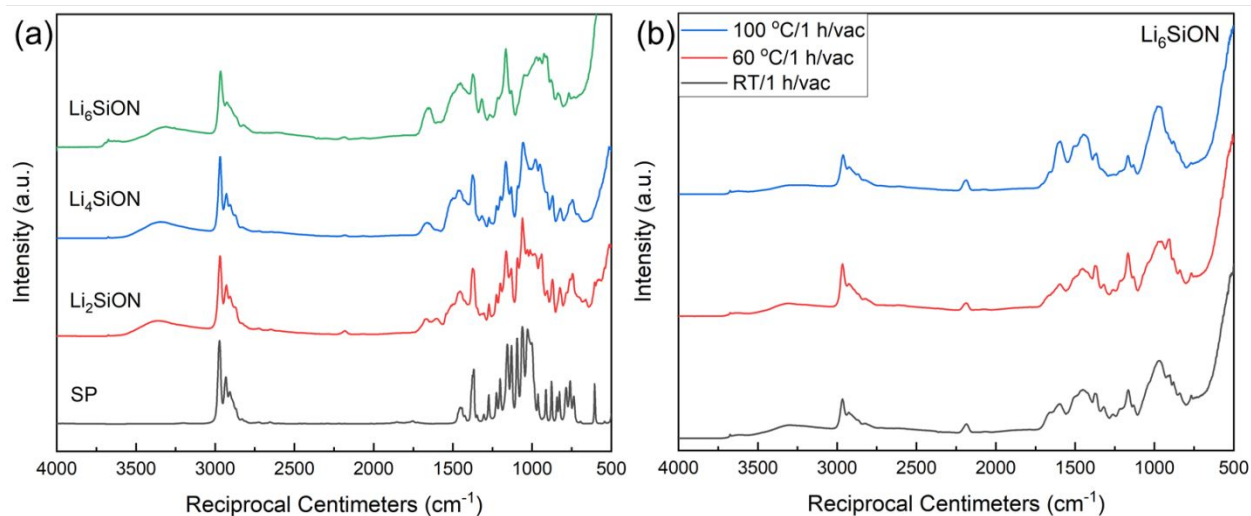 (a)
Li₆SiON
Li₄SiON
Li₂SiON
SP
Intensity (a.u.)
4000 3500 3000 2500 2000 1500 1000 500
Reciprocal Centimeters (cm⁻¹)
(b)
100 °C/1 h/vac
60 °C/1 h/vac
RT/1 h/vac
Li₆SiON
Intensity (a.u.)
4000 3500 3000 2500 2000 1500 1000 500
Reciprocal Centimeters (cm⁻¹)